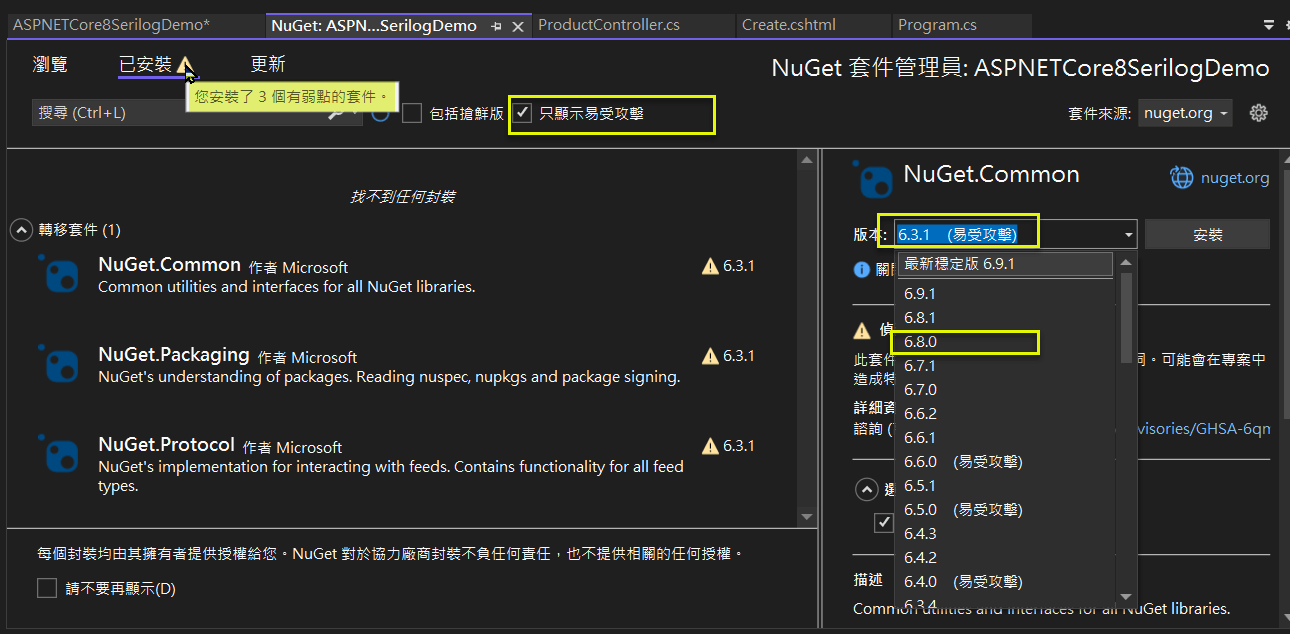 ASPNETCore8SerilogDemo*
NuGet: ASPN...SerilogDemo
ProductController.cs
Create.cshtml
Program.cs
瀏覽
已安裝
更新
NuGet 套件管理員: ASPNETCore8SerilogDemo
您安裝了 3 個有弱點的套件。
搜尋 (Ctrl+L)
包括搶鮮版
只顯示易受攻擊
套件來源:
nuget.org
找不到任何封裝
轉移套件 (1)
NuGet.Common 作者 Microsoft
6.3.1
Common utilities and interfaces for all NuGet libraries.
NuGet.Packaging 作者 Microsoft
6.3.1
NuGet's understanding of packages. Reading nuspec, nupkgs and package signing.
NuGet.Protocol 作者 Microsoft
6.3.1
NuGet's implementation for interacting with feeds. Contains functionality for all feed
types.
每個封裝均由其擁有者提供授權給您。NuGet 對於協力廠商封裝不負任何責任，也不提供相關的任何授權。
請不要再顯示(D)
NuGet.Common
nuget.org
版本:
6.3.1 (易受攻擊)
安裝
最新穩定版 6.9.1
6.9.1
6.8.1
6.8.0
6.7.1
6.7.0
6.6.2
6.6.1
6.6.0 (易受攻擊)
6.5.1
6.5.0 (易受攻擊)
6.4.3
6.4.2
6.4.0 (易受攻擊)
6.3.4
此套件
。可能會在專案中
造成特
詳細資
諮詢
visories/GHSA-6qm
描述
Common utilities and interfaces for all NuGet libraries.